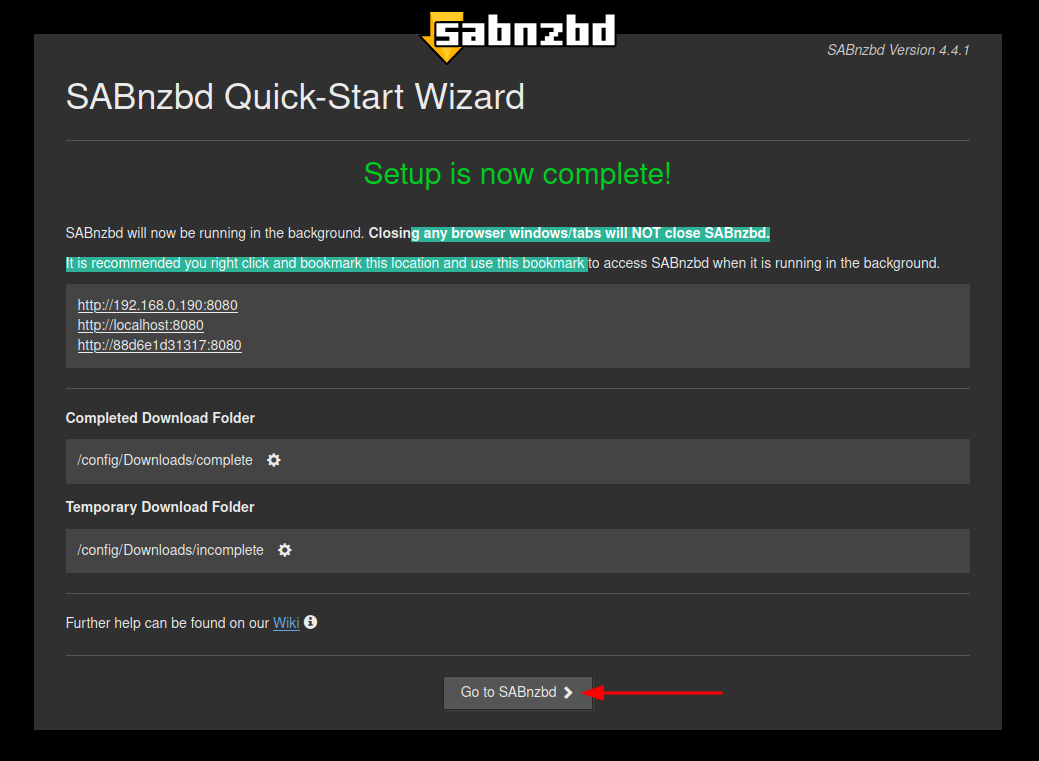 sabnzbd
SABnzbd Version 4.4.1
SABnzbd Quick-Start Wizard
Setup is now complete!
SABnzbd will now be running in the background. Closing any browser windows/tabs will NOT close SABnzbd.
It is recommended you right click and bookmark this location and use this bookmark to access SABnzbd when it is running in the background.
http://192.168.0.190:8080
http://localhost:8080
http://88d6e1d31317:8080
Completed Download Folder
/config/Downloads/complete
Temporary Download Folder
/config/Downloads/incomplete
Further help can be found on our Wiki
Go to SABnzbd